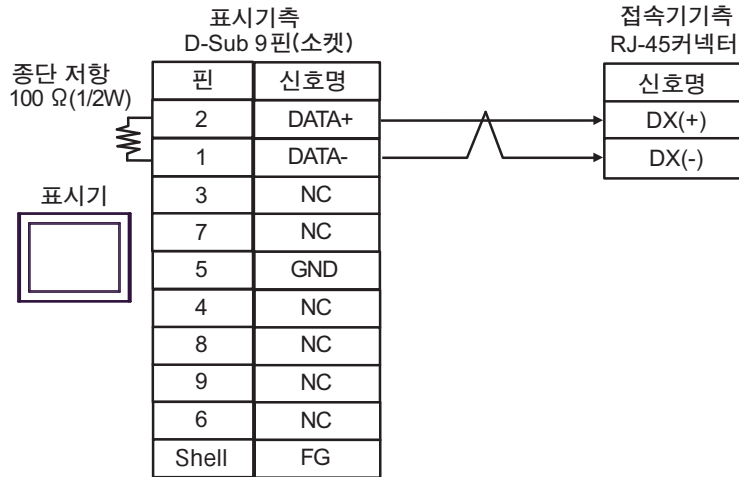 표시기측
D-Sub 9핀(소켓)
접속기기측
RJ-45커넥터
종단 저항
100 Ω(1/2W)
핀 신호명
신호명
2 DATA+
DX(+)
1 DATA-
DX(-)
표시기
3 NC
7 NC
5 GND
4 NC
8 NC
9 NC
6 NC
Shell FG